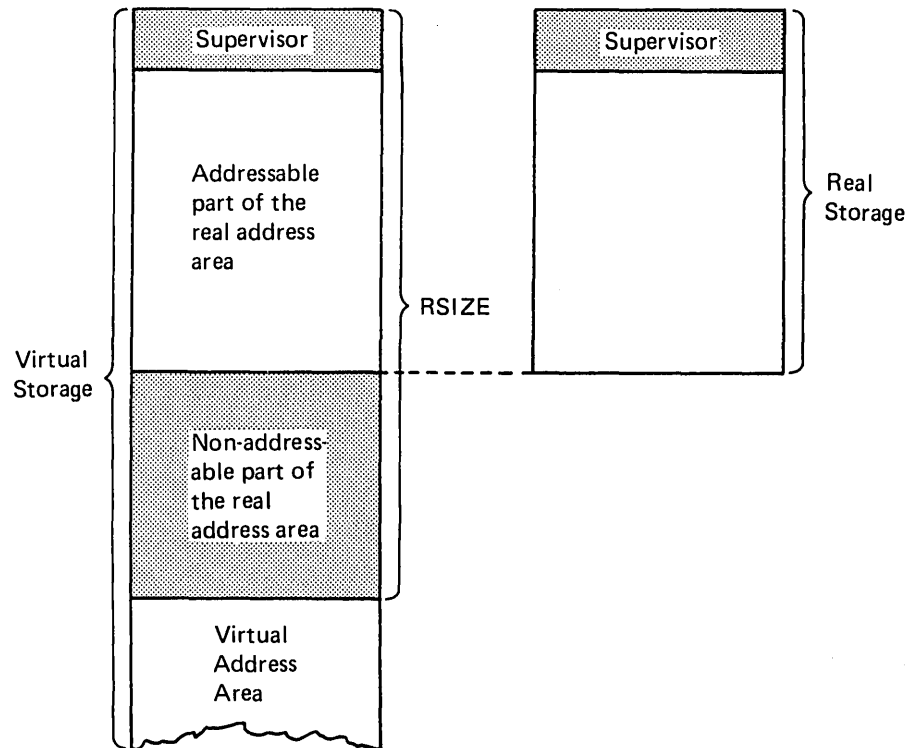 Supervisor
Addressable
part of the
real address
area
Non-address-
able part of
the real
address area
Virtual
Address
Area
Virtual
Storage
RSIZE
Supervisor
Real
Storage